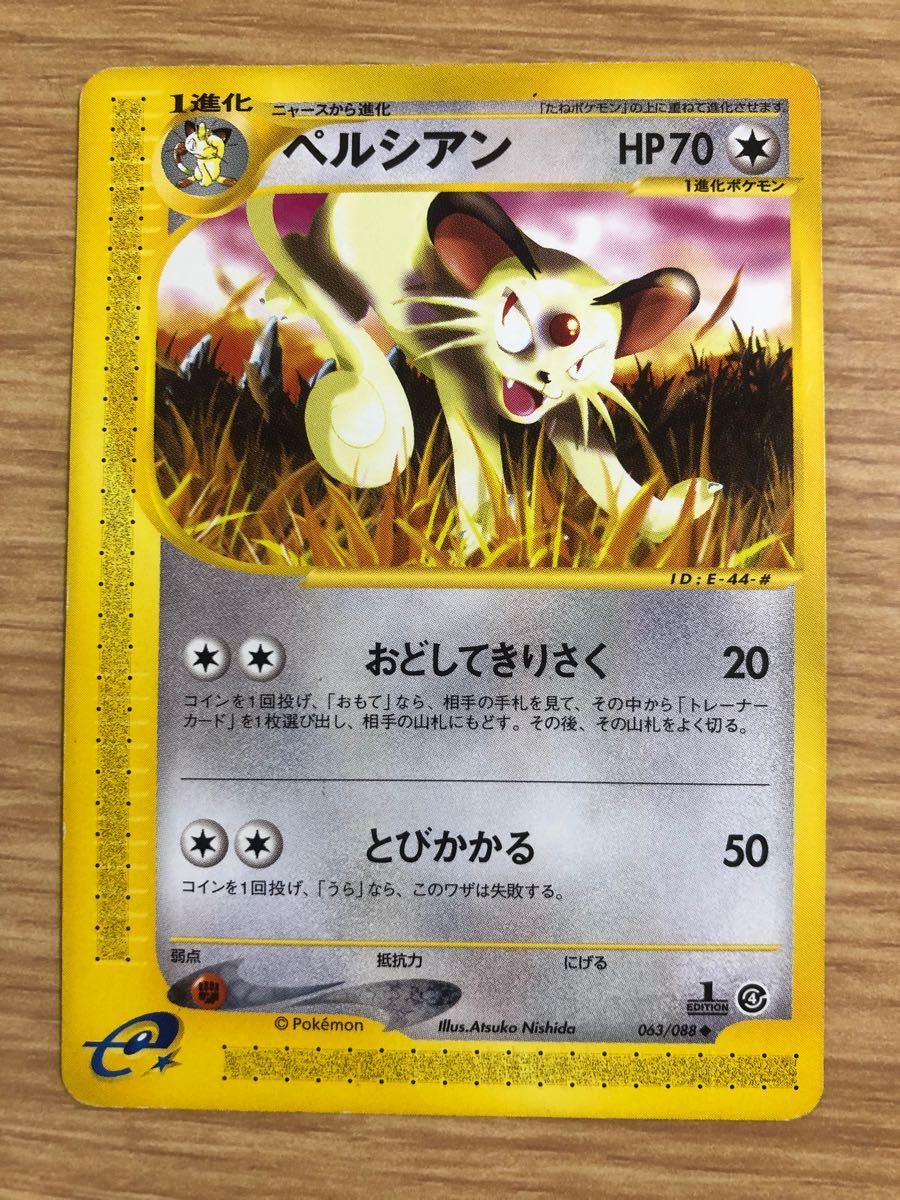 1進化
ニャースから進化
「たねポケモン」の上に重ねて進化させます
ペルシアン HP70
1進化ポケモン
ID:E-44-#
おどしてきりさく 20
コインを1回投げ、「おもて」なら、相手の手札を見て、その中から「トレーナー
カード」を1枚選び出し、相手の山札にもどす。その後、その山札をよく切る。
とびかかる 50
コインを1回投げ、「うら」なら、このワザは失敗する。
弱点 抵抗力 にげる
1
EDITION
4
© Pokémon Illus.Atsuko Nishida 063/088 ◆
e